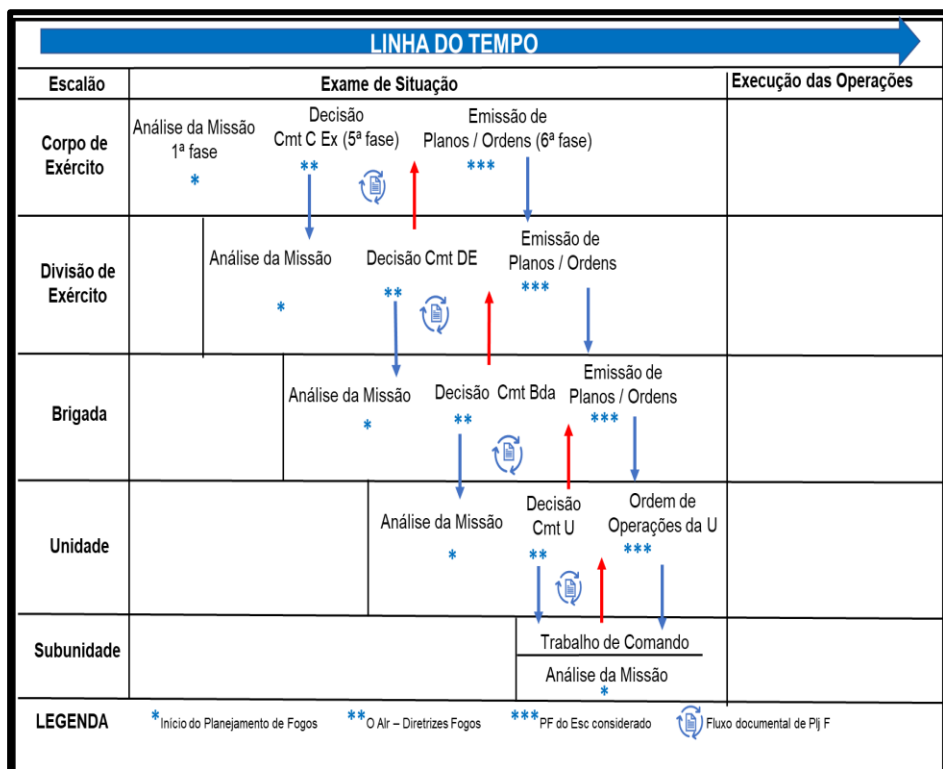 LINHA DO TEMPO
Escalão
Exame de Situação
Execução das Operações
Corpo de
Exército
Análise da Missão
1ª fase
*
Decisão
Cmt C Ex (5ª fase)
**
Emissão de
Planos / Ordens (6ª fase)
***
Divisão de
Exército
Análise da Missão
*
Decisão Cmt DE
**
Emissão de
Planos / Ordens
***
Brigada
Análise da Missão
*
Decisão Cmt Bda
**
Emissão de
Planos / Ordens
***
Unidade
Análise da Missão
*
Decisão
Cmt U
**
Ordem de
Operações da U
***
Subunidade
Trabalho de Comando
Análise da Missão
*
LEGENDA
*Início do Planejamento de Fogos
**O Alr – Diretrizes Fogos
***PF do Esc considerado
Fluxo documental de Plj F